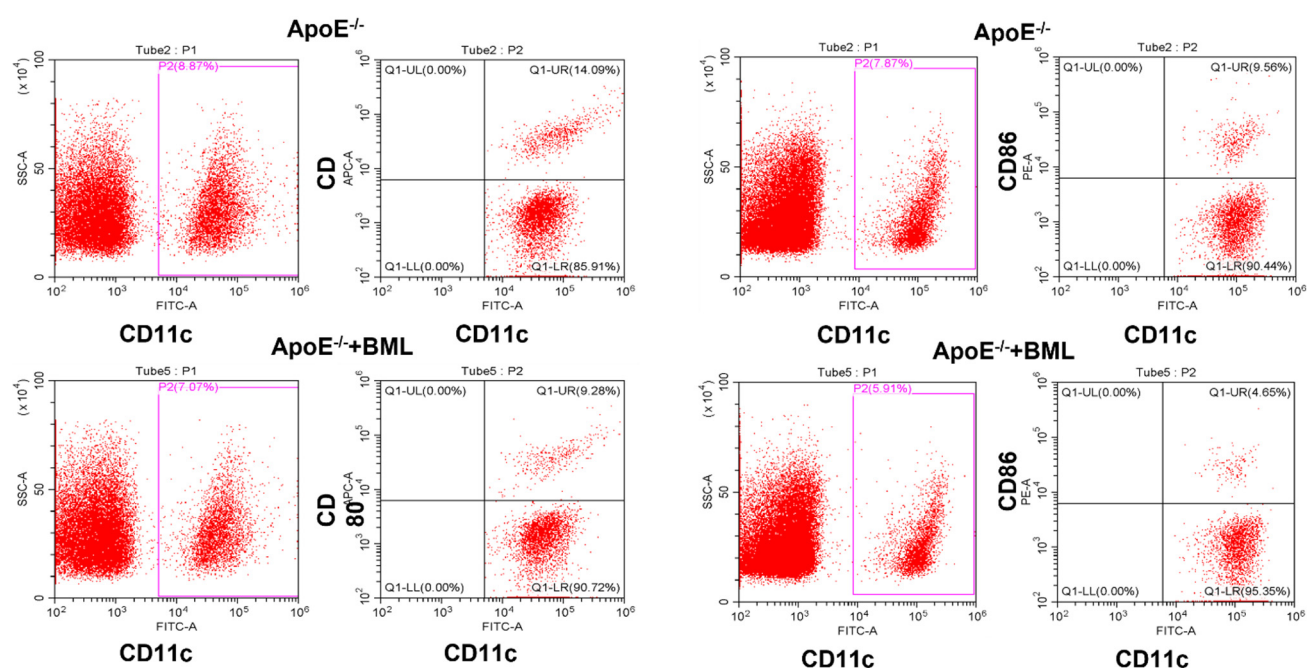 ApoE-/-
Tube2 : P1
P2(8.87%)
(x 10⁴)
SSC-A
100
50
0
10² 10³ 10⁴ 10⁵ 10⁶
FITC-A
CD11c
Tube2 : P2
Q1-UL(0.00%) Q1-UR(14.09%)
Q1-LL(0.00%) Q1-LR(85.91%)
CD
APC-A
10⁶
10⁵
10⁴
10³
10²
10² 10³ 10⁴ 10⁵ 10⁶
FITC-A
CD11c
ApoE-/-
Tube2 : P1
P2(7.87%)
(x 10⁴)
SSC-A
100
50
0
10² 10³ 10⁴ 10⁵ 10⁶
FITC-A
CD11c
Tube2 : P2
Q1-UL(0.00%) Q1-UR(9.56%)
Q1-LL(0.00%) Q1-LR(90.44%)
CD86
PE-A
10⁶
10⁵
10⁴
10³
10²
10² 10³ 10⁴ 10⁵ 10⁶
FITC-A
CD11c
ApoE-/-+BML
Tube5 : P1
P2(7.07%)
(x 10⁴)
SSC-A
100
50
0
10² 10³ 10⁴ 10⁵ 10⁶
FITC-A
CD11c
Tube5 : P2
Q1-UL(0.00%) Q1-UR(9.28%)
Q1-LL(0.00%) Q1-LR(90.72%)
CD
80
APC-A
10⁶
10⁵
10⁴
10³
10²
10² 10³ 10⁴ 10⁵ 10⁶
FITC-A
CD11c
ApoE-/-+BML
Tube5 : P1
P2(5.91%)
(x 10⁴)
SSC-A
100
50
0
10² 10³ 10⁴ 10⁵ 10⁶
FITC-A
CD11c
Tube5 : P2
Q1-UL(0.00%) Q1-UR(4.65%)
Q1-LL(0.00%) Q1-LR(95.35%)
CD86
PE-A
10⁶
10⁵
10⁴
10³
10²
10² 10³ 10⁴ 10⁵ 10⁶
FITC-A
CD11c